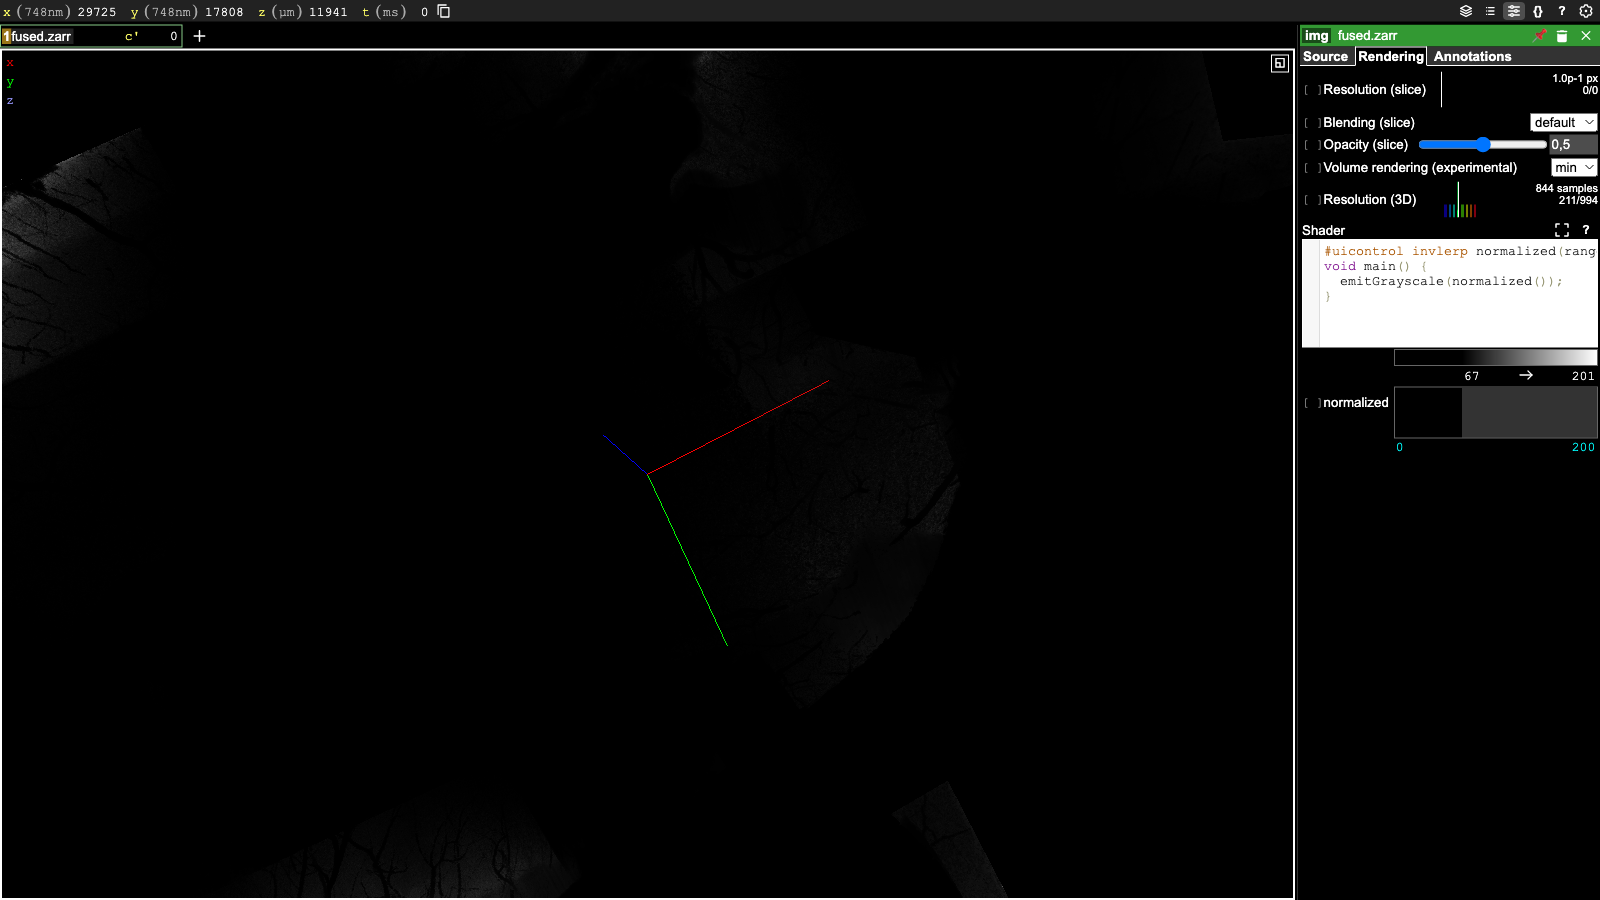 x (748nm) 29725 y (748nm) 17808 z (µm) 11941 t (ms) 0
1 fused.zarr c' 0 +
x
y
z
img fused.zarr
Source Rendering Annotations
[ ] Resolution (slice) 1.0p-1 px
0/0
[ ] Blending (slice) default
[ ] Opacity (slice) 0,5
[ ] Volume rendering (experimental) min
[ ] Resolution (3D) 844 samples
211/994
Shader ?
#uicontrol invlerp normalized(rang
void main() {
emitGrayscale(normalized());
}
67 → 201
[ ] normalized
0 200